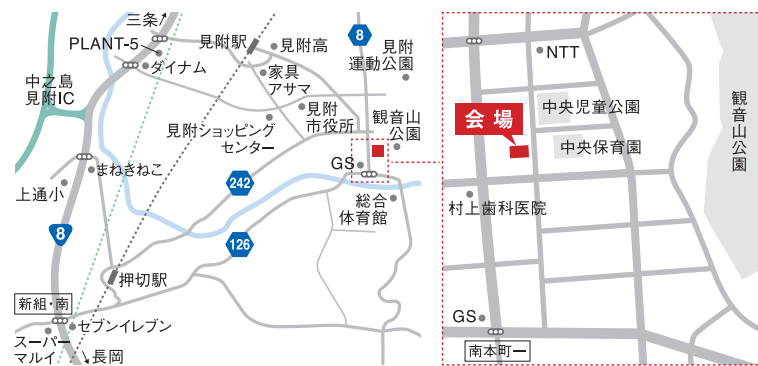 三条
PLANT-5
ダイナム
中之島
見附IC
見附駅
見附高
家具
アサマ
8
見附
運動公園
見附
市役所
観音山
公園
見附ショッピング
センター
GS
まねきねこ
上通小
242
総合
体育館
8
126
押切駅
新組・南
セブンイレブン
スーパー
マルイ
長岡
NTT
中央児童公園
会場
中央保育園
観音山公園
村上歯科医院
GS
南本町一